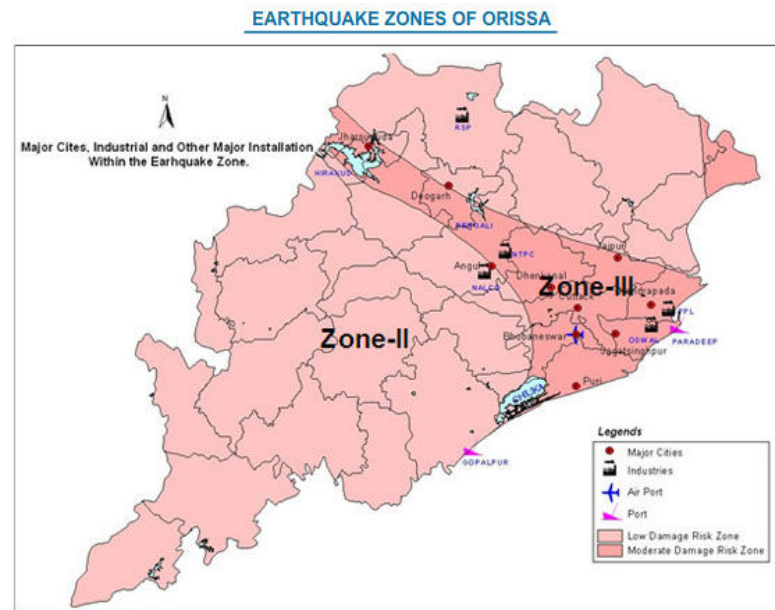 EARTHQUAKE ZONES OF ORISSA
N
Major Cites, Industrial and Other Major Installation
Within the Earhquake Zone.
RSP
HIRAKUD
Deogarh
RENGALI
NTPC
Angul
NALCO
Dhenkanal
Jajpur
Zone-III
Cuttack
Zone-II
Bhubaneswar
OSWAL
PARADEEP
Jagatsinghpur
Puri
CHILIKA
GOPALPUR
Legends
Major Cities
Industries
Air Port
Port
Low Damage Risk Zone
Moderate Damage Risk Zone